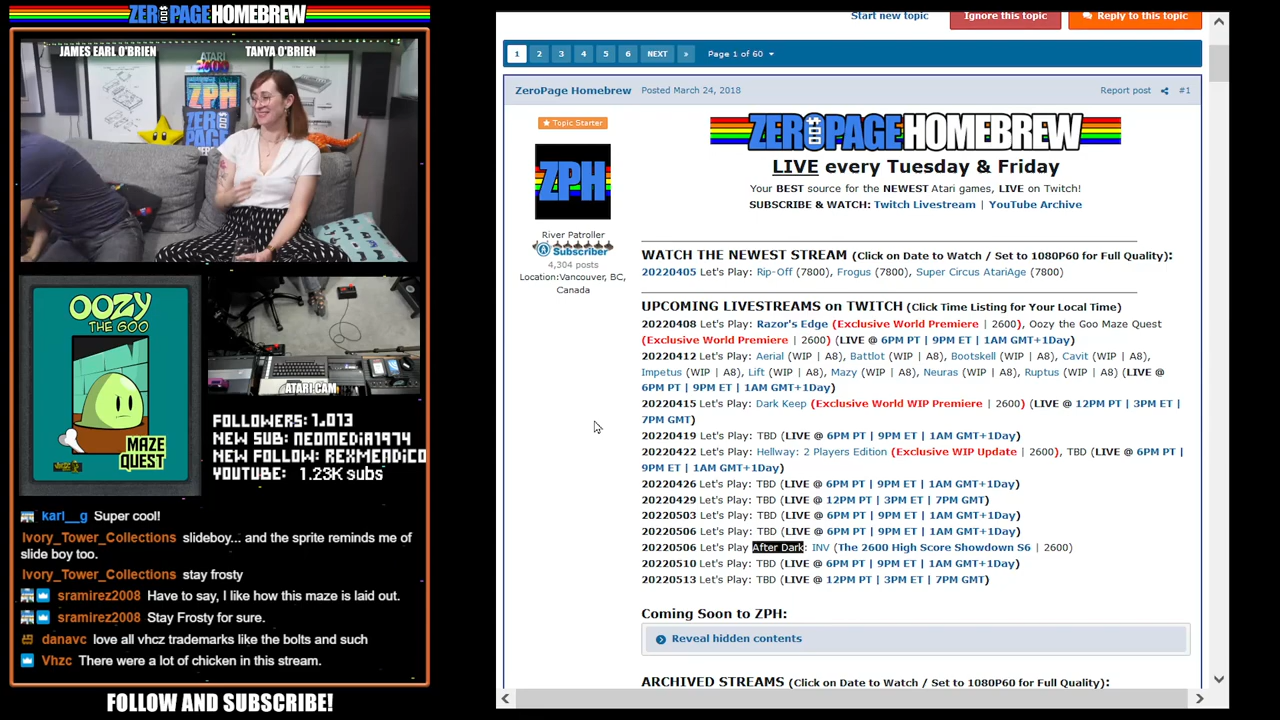 ZEROPAGE HOMEBREW
JAMES EARL O'BRIEN
TANYA O'BRIEN
ATARI
ZPH
OOZY
THE GOO
MAZE
QUEST
ATARI CAM
FOLLOWERS: 1,013
NEW SUB: NEOMEDIA1974
NEW FOLLOW: REXMENDICO
YOUTUBE: 1.23K subs
karl__g Super cool!
Ivory_Tower_Collections slideboy... and the sprite reminds me of
slide boy too.
Ivory_Tower_Collections stay frosty
sramirez2008 Have to say, I like how this maze is laid out.
sramirez2008 Stay Frosty for sure.
danavc love all vhcz trademarks like the bolts and such
Vhzc There were a lot of chicken in this stream.
FOLLOW AND SUBSCRIBE!
Start new topic
Ignore this topic
Reply to this topic
1 2 3 4 5 6 NEXT » Page 1 of 60
ZeroPage Homebrew Posted March 24, 2018 Report post #1
Topic Starter
ZPH
River Patroller
Subscriber
4,304 posts
Location:Vancouver, BC,
Canada
ZEROPAGE HOMEBREW
LIVE every Tuesday & Friday
Your BEST source for the NEWEST Atari games, LIVE on Twitch!
SUBSCRIBE & WATCH: Twitch Livestream | YouTube Archive
WATCH THE NEWEST STREAM (Click on Date to Watch / Set to 1080P60 for Full Quality):
20220405 Let's Play: Rip-Off (7800), Frogus (7800), Super Circus AtariAge (7800)
UPCOMING LIVESTREAMS on TWITCH (Click Time Listing for Your Local Time)
20220408 Let's Play: Razor's Edge (Exclusive World Premiere | 2600), Oozy the Goo Maze Quest
(Exclusive World Premiere | 2600) (LIVE @ 6PM PT | 9PM ET | 1AM GMT+1Day)
20220412 Let's Play: Aerial (WIP | A8), Battlot (WIP | A8), Bootskell (WIP | A8), Cavit (WIP | A8),
Impetus (WIP | A8), Lift (WIP | A8), Mazy (WIP | A8), Neuras (WIP | A8), Ruptus (WIP | A8) (LIVE @
6PM PT | 9PM ET | 1AM GMT+1Day)
20220415 Let's Play: Dark Keep (Exclusive World WIP Premiere | 2600) (LIVE @ 12PM PT | 3PM ET |
7PM GMT)
20220419 Let's Play: TBD (LIVE @ 6PM PT | 9PM ET | 1AM GMT+1Day)
20220422 Let's Play: Hellway: 2 Players Edition (Exclusive WIP Update | 2600), TBD (LIVE @ 6PM PT |
9PM ET | 1AM GMT+1Day)
20220426 Let's Play: TBD (LIVE @ 6PM PT | 9PM ET | 1AM GMT+1Day)
20220429 Let's Play: TBD (LIVE @ 12PM PT | 3PM ET | 7PM GMT)
20220503 Let's Play: TBD (LIVE @ 6PM PT | 9PM ET | 1AM GMT+1Day)
20220506 Let's Play: TBD (LIVE @ 6PM PT | 9PM ET | 1AM GMT+1Day)
20220506 Let's Play After Dark: INV (The 2600 High Score Showdown S6 | 2600)
20220510 Let's Play: TBD (LIVE @ 6PM PT | 9PM ET | 1AM GMT+1Day)
20220513 Let's Play: TBD (LIVE @ 12PM PT | 3PM ET | 7PM GMT)
Coming Soon to ZPH:
Reveal hidden contents
ARCHIVED STREAMS (Click on Date to Watch / Set to 1080P60 for Full Quality):